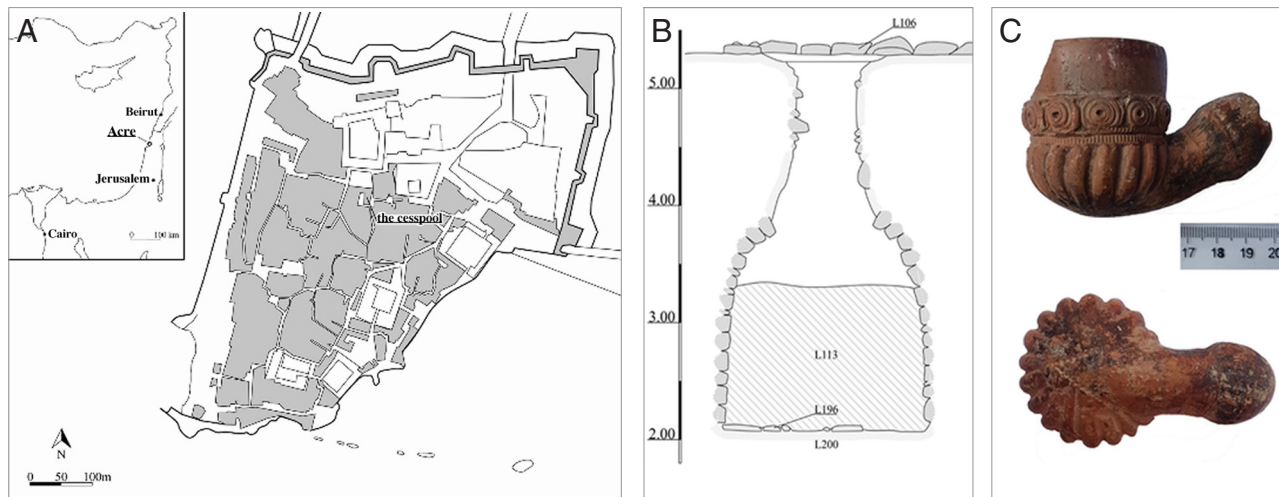 A
Beirut
Acre
Jerusalem
Cairo
0 100 km
the cesspool
N
0 50 100m
B
L106
5.00
4.00
3.00
2.00
L113
L196
L200
C
17 18 19 20